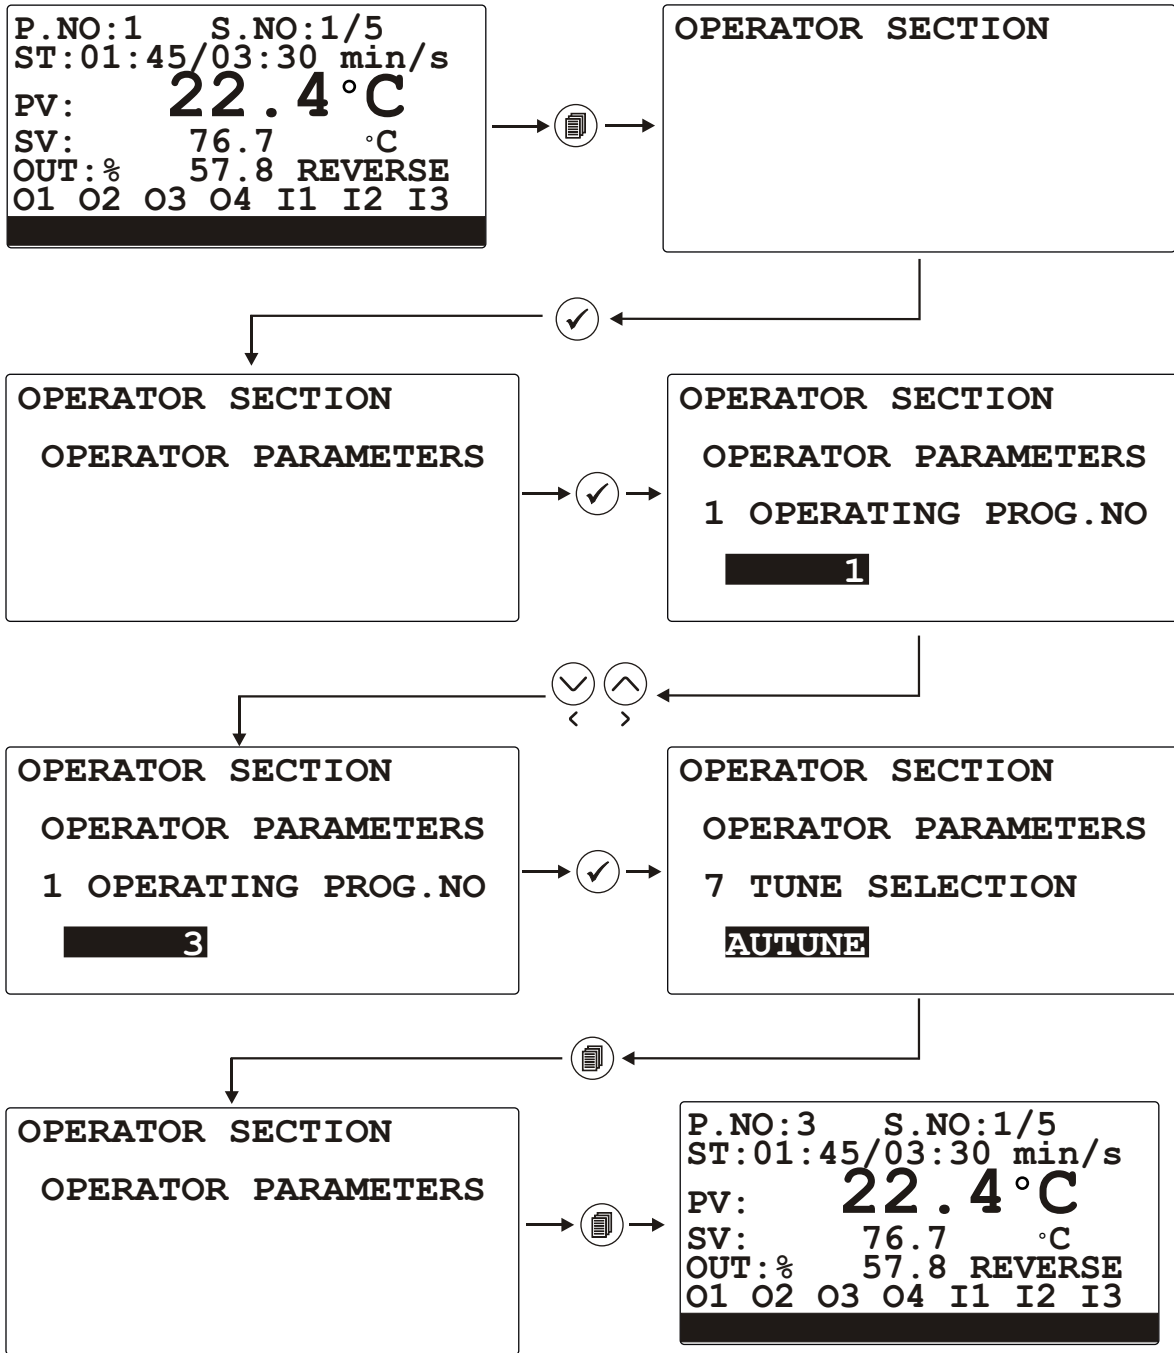 P.NO:1 S.NO:1/5
ST:01:45/03:30 min/s
PV: 22.4°C
SV: 76.7 °C
OUT:% 57.8 REVERSE
O1 O2 O3 O4 I1 I2 I3
OPERATOR SECTION
OPERATOR SECTION
OPERATOR PARAMETERS
OPERATOR SECTION
OPERATOR PARAMETERS
1 OPERATING PROG.NO
1
< >
OPERATOR SECTION
OPERATOR PARAMETERS
1 OPERATING PROG.NO
3
OPERATOR SECTION
OPERATOR PARAMETERS
7 TUNE SELECTION
AUTUNE
OPERATOR SECTION
OPERATOR PARAMETERS
P.NO:3 S.NO:1/5
ST:01:45/03:30 min/s
PV: 22.4°C
SV: 76.7 °C
OUT:% 57.8 REVERSE
O1 O2 O3 O4 I1 I2 I3